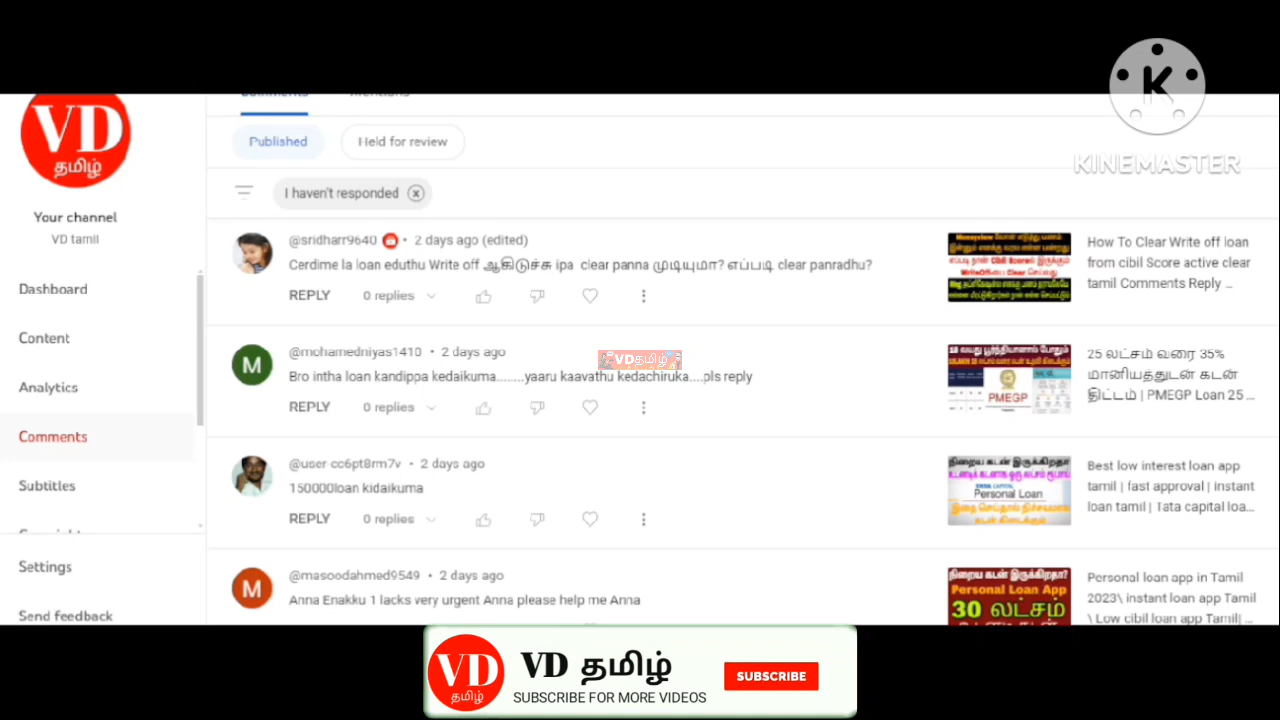 VD
தமிழ்
Your channel
VD tamil
Dashboard
Content
Analytics
Comments
Subtitles
Settings
Send feedback
Comments
Published
Held for review
I haven't responded
@sridharr9640 • 2 days ago (edited)
Cerdime la loan eduthu Write off ஆகிடுச்சு ipa clear panna முடியுமா? எப்படி clear panradhu?
REPLY 0 replies
How To Clear Write off loan
from cibil Score active clear
tamil Comments Reply ...
@mohamedniyas1410 • 2 days ago
Bro intha loan kandippa kedaikuma........yaaru kaavathu kedachiruka....pls reply
REPLY 0 replies
PMEGP
25 லட்சம் வரை 35%
மானியத்துடன் கடன்
திட்டம் | PMEGP Loan 25 ...
VDதமிழ்
@user-cc6pt8rm7v • 2 days ago
150000loan kidaikuma
REPLY 0 replies
நிறைய கடன் இருக்கிறதா
Personal Loan
Best low interest loan app
tamil | fast approval | instant
loan tamil | Tata capital loa...
@masoodahmed9549 • 2 days ago
Anna Enakku 1 lacks very urgent Anna please help me Anna
நிறைய கடன் இருக்கிறதா?
Personal Loan App
30 லட்சம்
Personal loan app in Tamil
2023\ instant loan app Tamil
\ Low cibil loan app Tamil| ...
K
KINEMASTER
VD
தமிழ்
VD தமிழ்
SUBSCRIBE FOR MORE VIDEOS
SUBSCRIBE